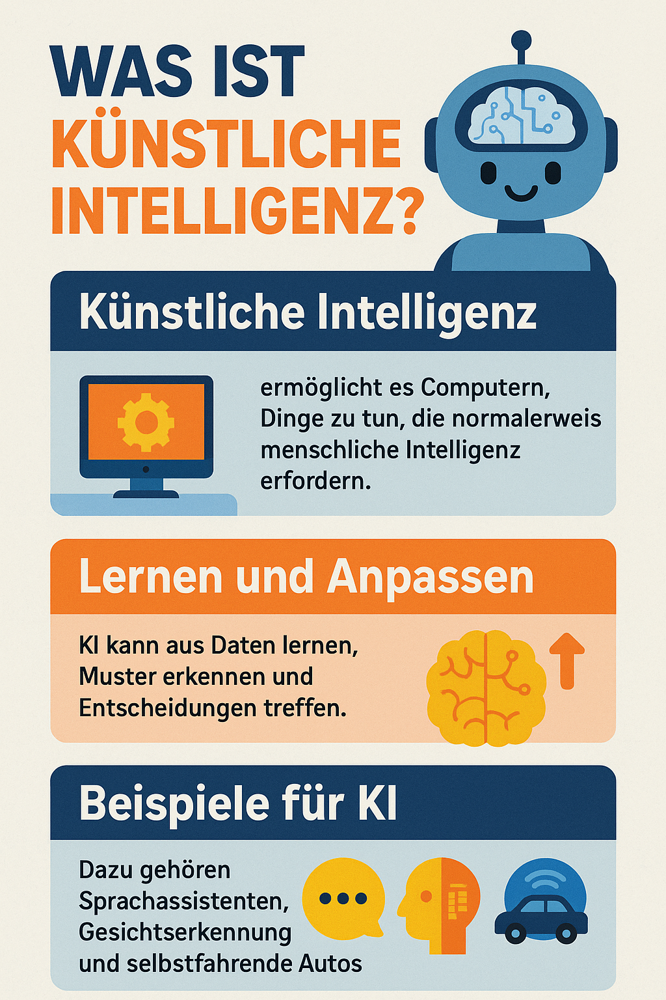 WAS IST
KÜNSTLICHE
INTELLIGENZ?
Künstliche Intelligenz
ermöglicht es Computern,
Dinge zu tun, die normalerweis
menschliche Intelligenz
erfordern.
Lernen und Anpassen
KI kann aus Daten lernen,
Muster erkennen und
Entscheidungen treffen.
Beispiele für KI
Dazu gehören
Sprachassistenten,
Gesichtserkennung
und selbstfahrende Autos